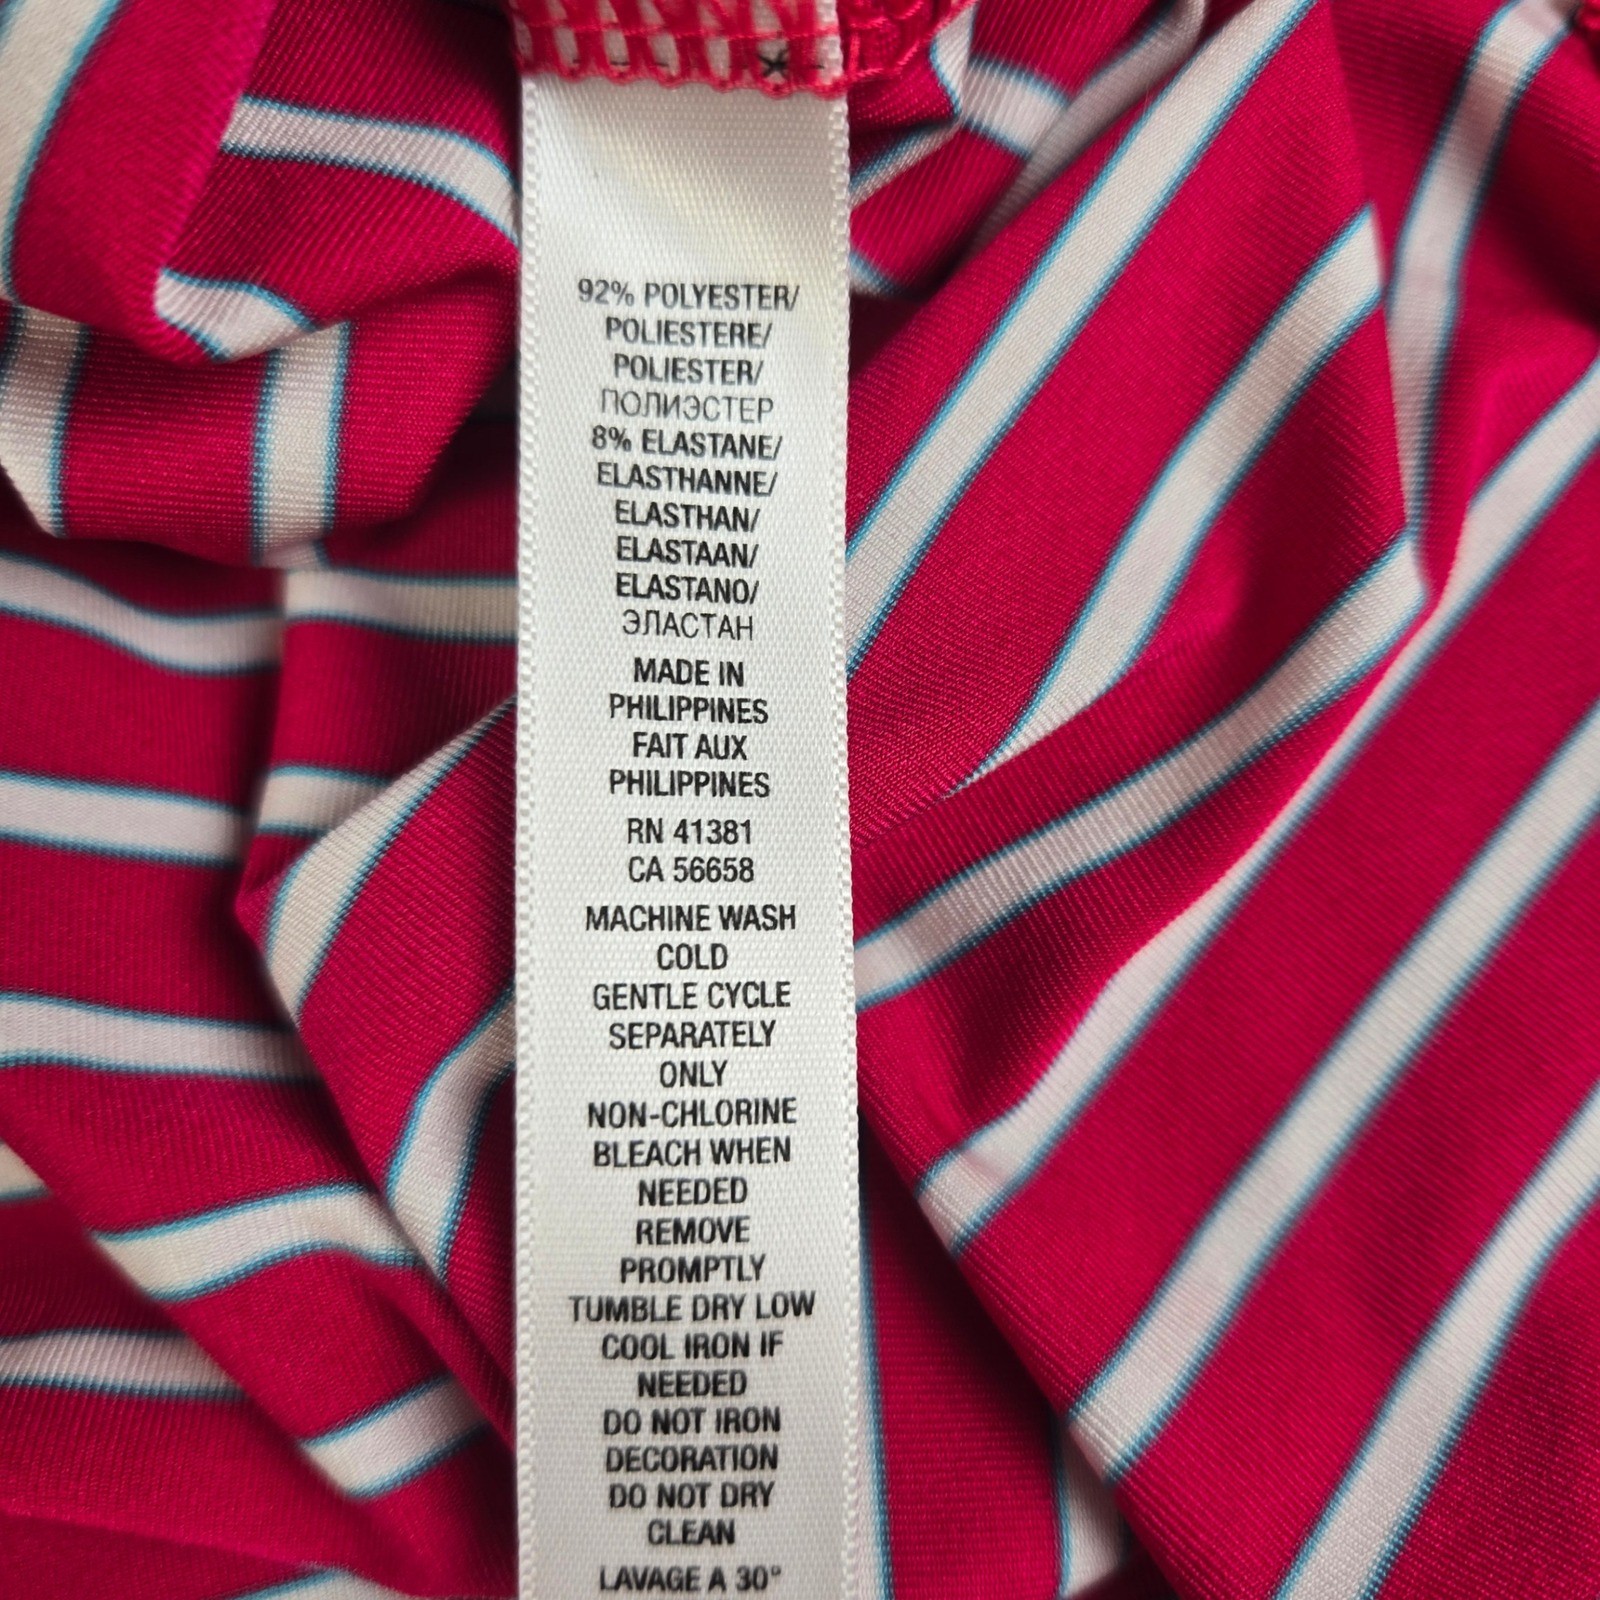 92% POLYESTER/
POLIESTERE/
POLIESTER/
ПОЛИЭСТЕР
8% ELASTANE/
ELASTHANNE/
ELASTHAN/
ELASTAAN/
ELASTANO/
ЭЛАСТАН
MADE IN
PHILIPPINES
FAIT AUX
PHILIPPINES
RN 41381
CA 56658
MACHINE WASH
COLD
GENTLE CYCLE
SEPARATELY
ONLY
NON-CHLORINE
BLEACH WHEN
NEEDED
REMOVE
PROMPTLY
TUMBLE DRY LOW
COOL IRON IF
NEEDED
DO NOT IRON
DECORATION
DO NOT DRY
CLEAN
LAVAGE A 30°